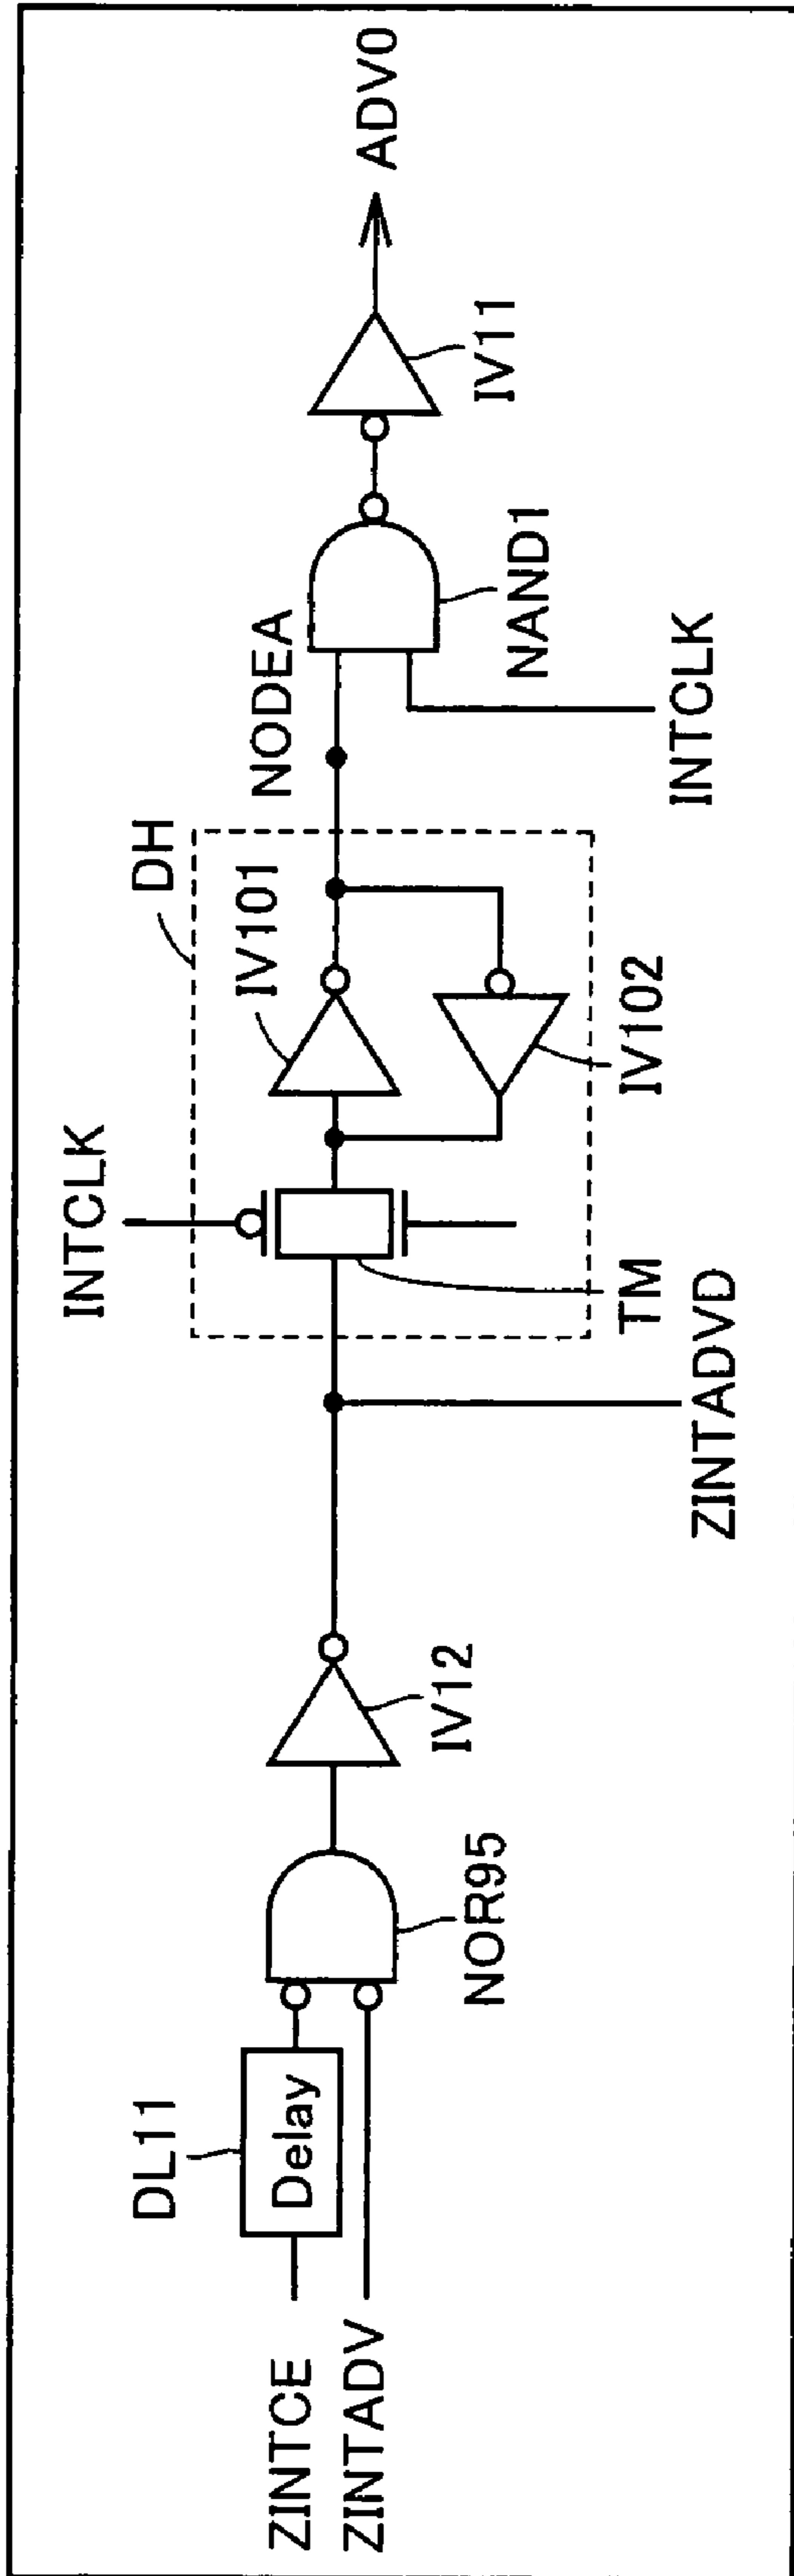 ZINTCE
ZINTADV
DL11
Delay
NOR95
IV12
ZINTADVD
INTCLK
TM
DH
IV101
IV102
NODEA
INTCLK
NAND1
IV11
ADV0